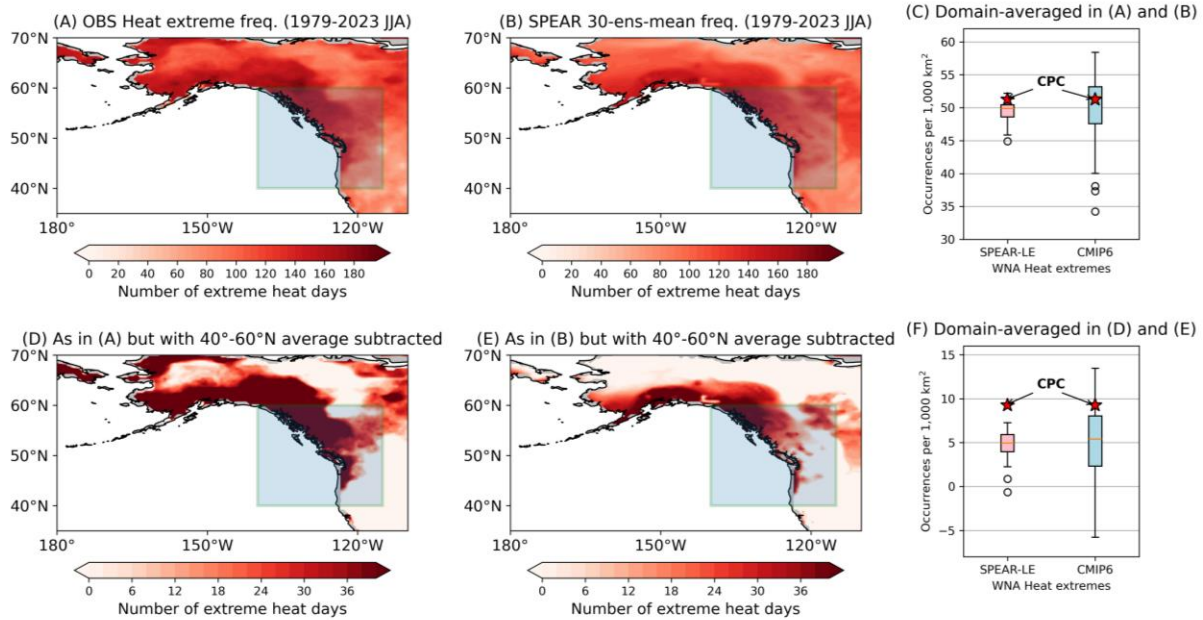 (A) OBS Heat extreme freq. (1979-2023 JJA)
70°N
60°N
50°N
40°N
180°
150°W
120°W
0 20 40 60 80 100 120 140 160 180
Number of extreme heat days
(B) SPEAR 30-ens-mean freq. (1979-2023 JJA)
70°N
60°N
50°N
40°N
180°
150°W
120°W
0 20 40 60 80 100 120 140 160 180
Number of extreme heat days
(C) Domain-averaged in (A) and (B)
Occurrences per 1,000 km²
60
55
50
45
40
35
30
CPC
SPEAR-LE
CMIP6
WNA Heat extremes
(D) As in (A) but with 40°-60°N average subtracted
70°N
60°N
50°N
40°N
180°
150°W
120°W
0 6 12 18 24 30 36
Number of extreme heat days
(E) As in (B) but with 40°-60°N average subtracted
70°N
60°N
50°N
40°N
180°
150°W
120°W
0 6 12 18 24 30 36
Number of extreme heat days
(F) Domain-averaged in (D) and (E)
Occurrences per 1,000 km²
15
10
5
0
−5
CPC
SPEAR-LE
CMIP6
WNA Heat extremes